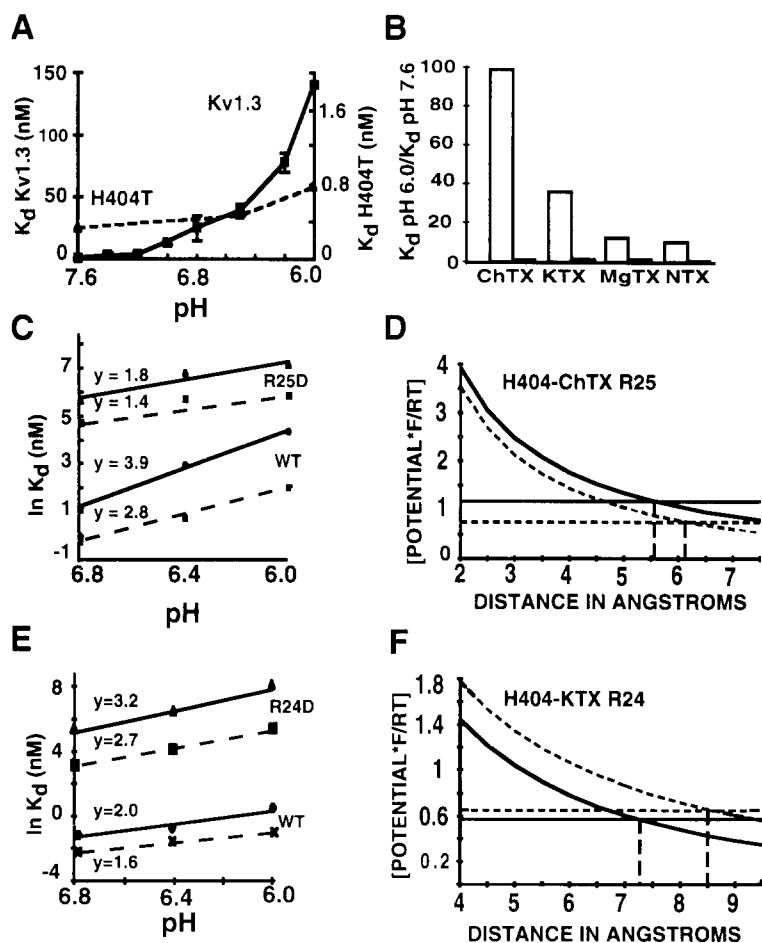 A
150
100
50
0
K_d Kv1.3 (nM)
Kv1.3
H404T
1.6
0.8
0
K_d H404T (nM)
7.6 6.8 6.0
pH
B
100
80
60
40
20
0
K_d pH 6.0/K_d pH 7.6
ChTX KTX MgTX NTX
C
7
5
3
1
-1
ln K_d (nM)
y = 1.8
R25D
y = 1.4
y = 3.9
WT
y = 2.8
6.8 6.4 6.0
pH
D
4
3
2
1
0
[POTENTIAL*F/RT]
H404-ChTX R25
2 3 4 5 6 7
DISTANCE IN ANGSTROMS
E
8
4
0
-4
ln K_d (nM)
y=3.2
R24D
y=2.7
y=2.0
WT
y=1.6
6.8 6.4 6.0
pH
F
1.8
1.4
1
0.6
0.2
[POTENTIAL*F/RT]
H404-KTX R24
4 5 6 7 8 9
DISTANCE IN ANGSTROMS